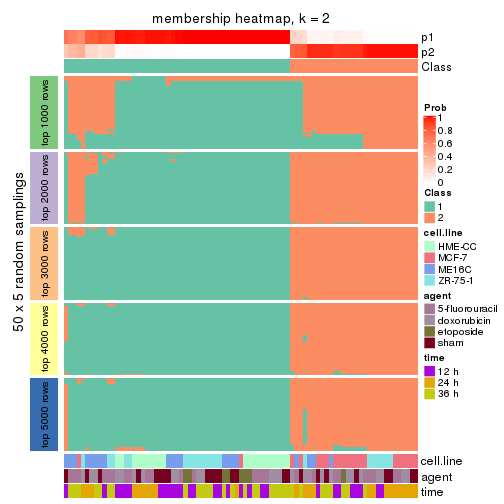 membership heatmap, k = 2
p1
p2
Class
50 x 5 random samplings
top 1000 rows
top 2000 rows
top 3000 rows
top 4000 rows
top 5000 rows
Prob
1
0.8
0.6
0.4
0.2
0
Class
1
2
cell.line
HME-CC
MCF-7
ME16C
ZR-75-1
agent
5-fluorouracil
doxorubicin
etoposide
sham
time
12 h
24 h
36 h
cell.line
agent
time